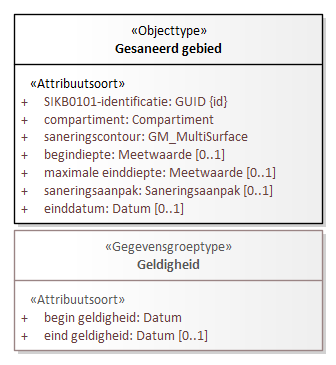 «Objecttype»
Gesaneerd gebied
«Attribuutsoort»
+ SIKB0101-identificatie: GUID {id}
+ compartiment: Compartiment
+ saneringscontour: GM_MultiSurface
+ begindiepte: Meetwaarde [0..1]
+ maximale einddiepte: Meetwaarde [0..1]
+ saneringsaanpak: Saneringsaanpak [0..1]
+ einddatum: Datum [0..1]
«Gegevensgroeptype»
Geldigheid
«Attribuutsoort»
+ begin geldigheid: Datum
+ eind geldigheid: Datum [0..1]